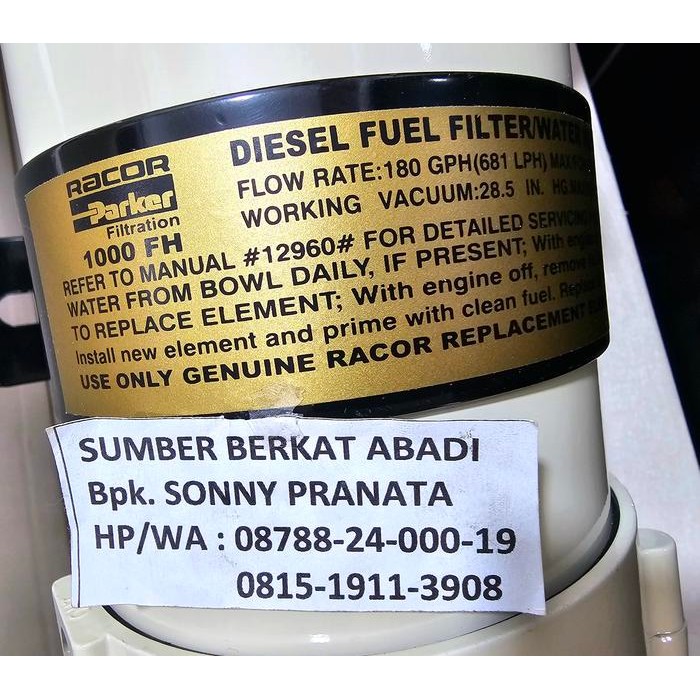 RACOR
Parker
Filtration
1000 FH
DIESEL FUEL FILTER/WATER
FLOW RATE:180 GPH(681 LPH)
WORKING VACUUM:28.5 IN. HG
REFER TO MANUAL #12960# FOR DETAILED SERVICING
WATER FROM BOWL DAILY, IF PRESENT; With engine
TO REPLACE ELEMENT; With engine off, remove
Install new element and prime with clean fuel. Replace
USE ONLY GENUINE RACOR REPLACEMENT
SUMBER BERKAT ABADI
Bpk. SONNY PRANATA
HP/WA : 08788-24-000-19
0815-1911-3908